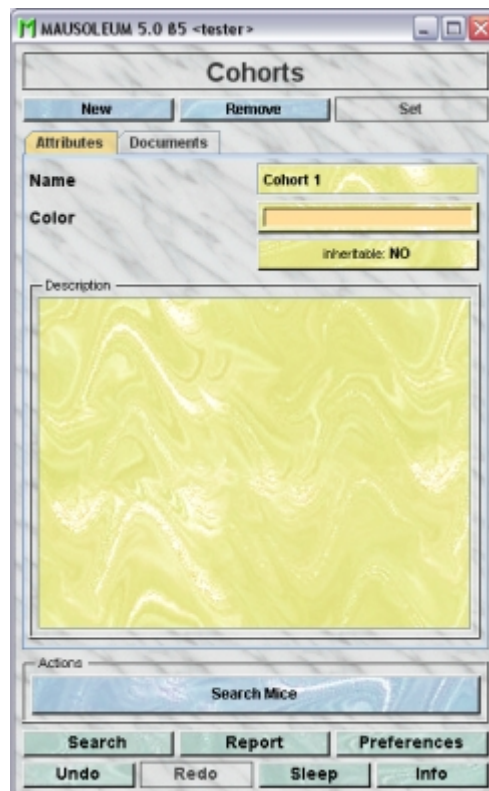 MAUSOLEUM 5.0 ß5 <tester>
Cohorts
New Remove Set
Attributes Documents
Name Cohort 1
Color
inheritable: NO
Description
Actions
Search Mice
Search Report Preferences
Undo Redo Sleep Info